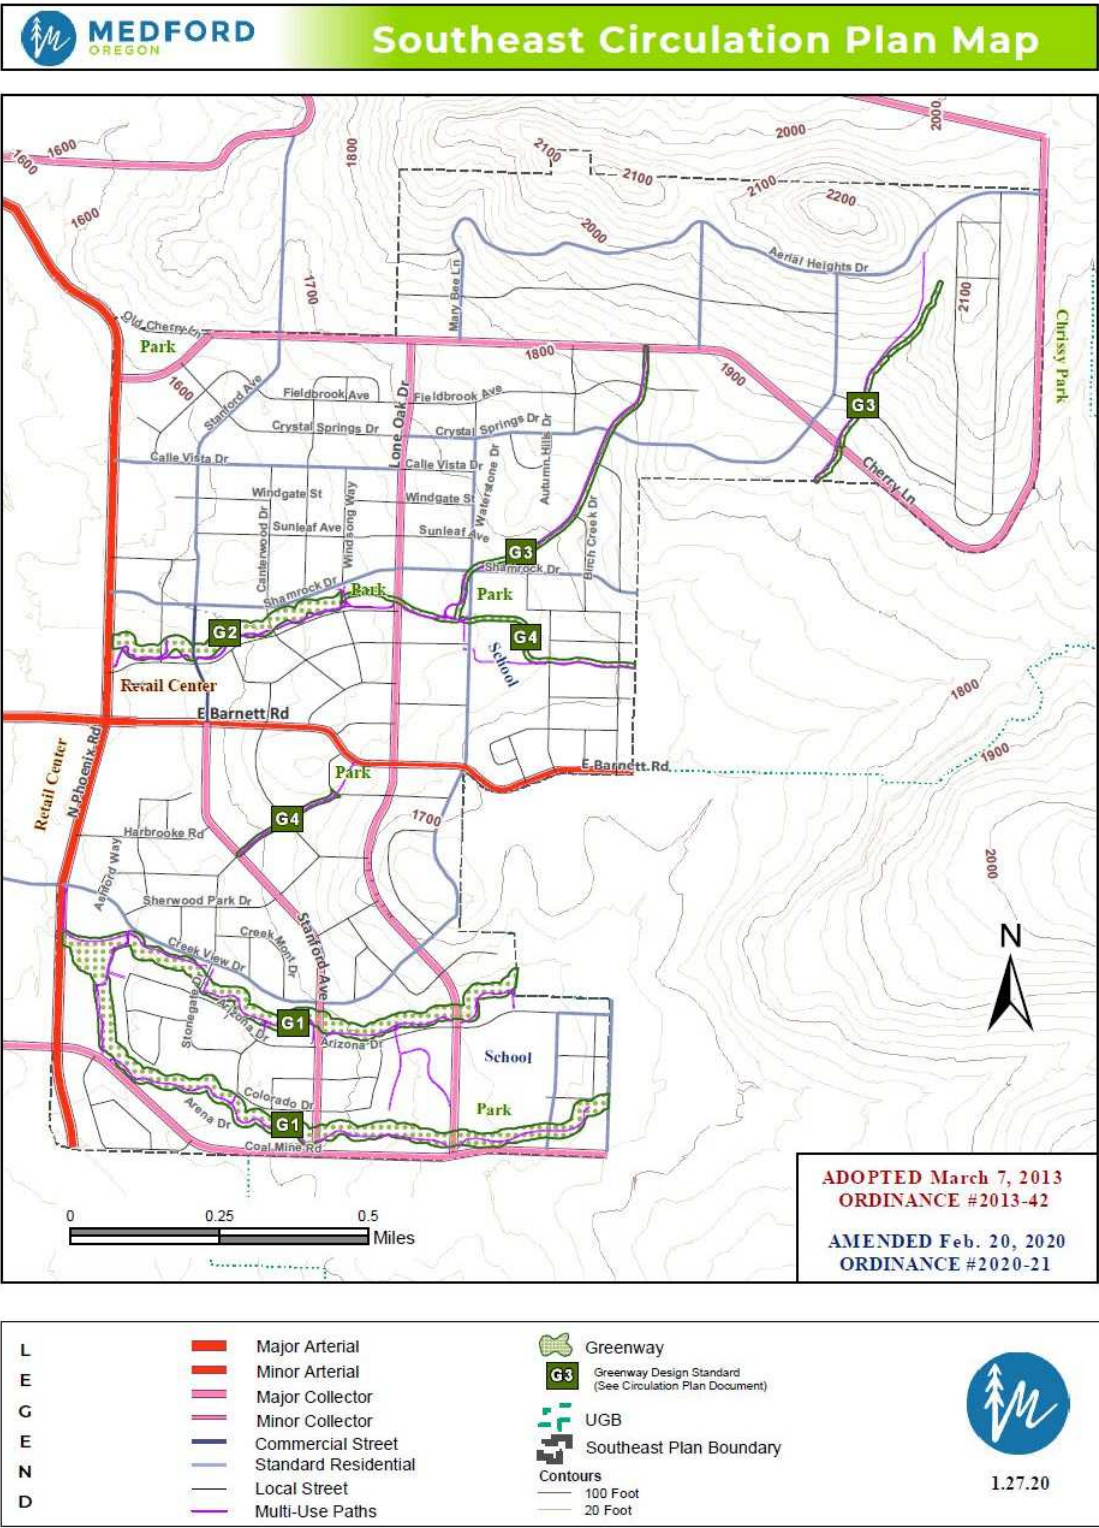 MEDFORD
OREGON
Southeast Circulation Plan Map
1600
1600
1600
1800
2100
2100
2000
2000
2100
2200
2000
1700
Mary Bee Ln
Aerial Heights Dr
2100
Chrissy Park
Old Cherry Ln
Park
1600
1800
1900
Stanford Ave
Fieldbrook Ave
Fieldbrook Ave
Lone Oak Dr
G3
Crystal Springs Dr
Crystal Springs Dr
Autumn Hills Dr
Calle Vista Dr
Calle Vista Dr
Waterstone Dr
Cherry Ln
Windgate St
Windgate St
Windsong Way
Canterwood Dr
Sunleaf Ave
Sunleaf Ave
Birch Creek Dr
G3
Shamrock Dr
Shamrock Dr
Park
Park
G2
G4
School
Retail Center
E Barnett Rd
1800
1900
Retail Center
N Phoenix Rd
Park
E Barnett Rd
G4
1700
Harbrooke Rd
2000
Ashford Way
Sherwood Park Dr
Stanford Ave
Creek Mont Dr
Creek View Dr
N
Stonegate Dr
Arizona Dr
G1
Arizona Dr
School
Colorado Dr
Arena Dr
G1
Park
Coal Mine Rd
ADOPTED March 7, 2013
ORDINANCE #2013-42
AMENDED Feb. 20, 2020
ORDINANCE #2020-21
0 0.25 0.5
Miles
LEGEND
Major Arterial
Minor Arterial
Major Collector
Minor Collector
Commercial Street
Standard Residential
Local Street
Multi-Use Paths
Greenway
G3
Greenway Design Standard
(See Circulation Plan Document)
UGB
Southeast Plan Boundary
Contours
100 Foot
20 Foot
1.27.20